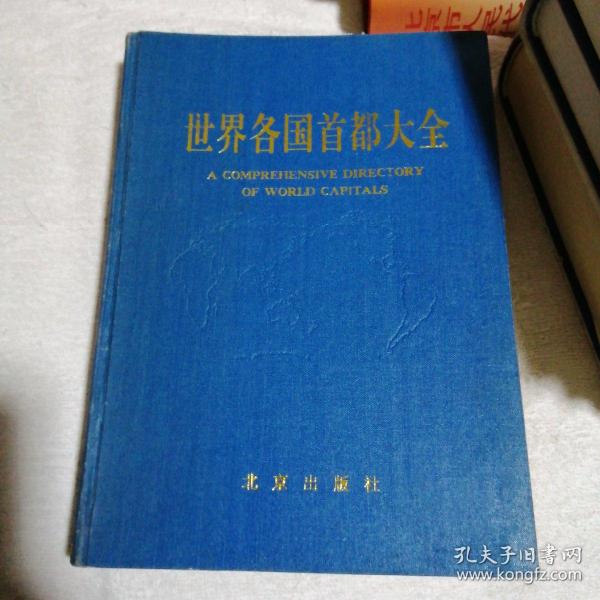 世界各国首都大全
A COMPREHENSIVE DIRECTORY
OF WORLD CAPITALS
北京出版社
孔夫子旧书网
www.kongfz.com